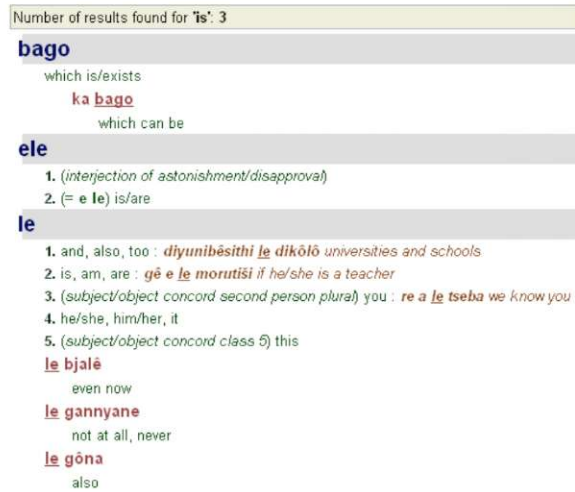 Number of results found for 'is': 3
bago
which is/exists
ka bago
which can be
ele
1. (interjection of astonishment/disapproval)
2. (= e le) is/are
le
1. and, also, too : diyunibêsithi le dikôlô universities and schools
2. is, am, are : gê e le morutiši if he/she is a teacher
3. (subject/object concord second person plural) you : re a le tseba we know you
4. he/she, him/her, it
5. (subject/object concord class 5) this
le bjalê
even now
le gannyane
not at all, never
le gôna
also